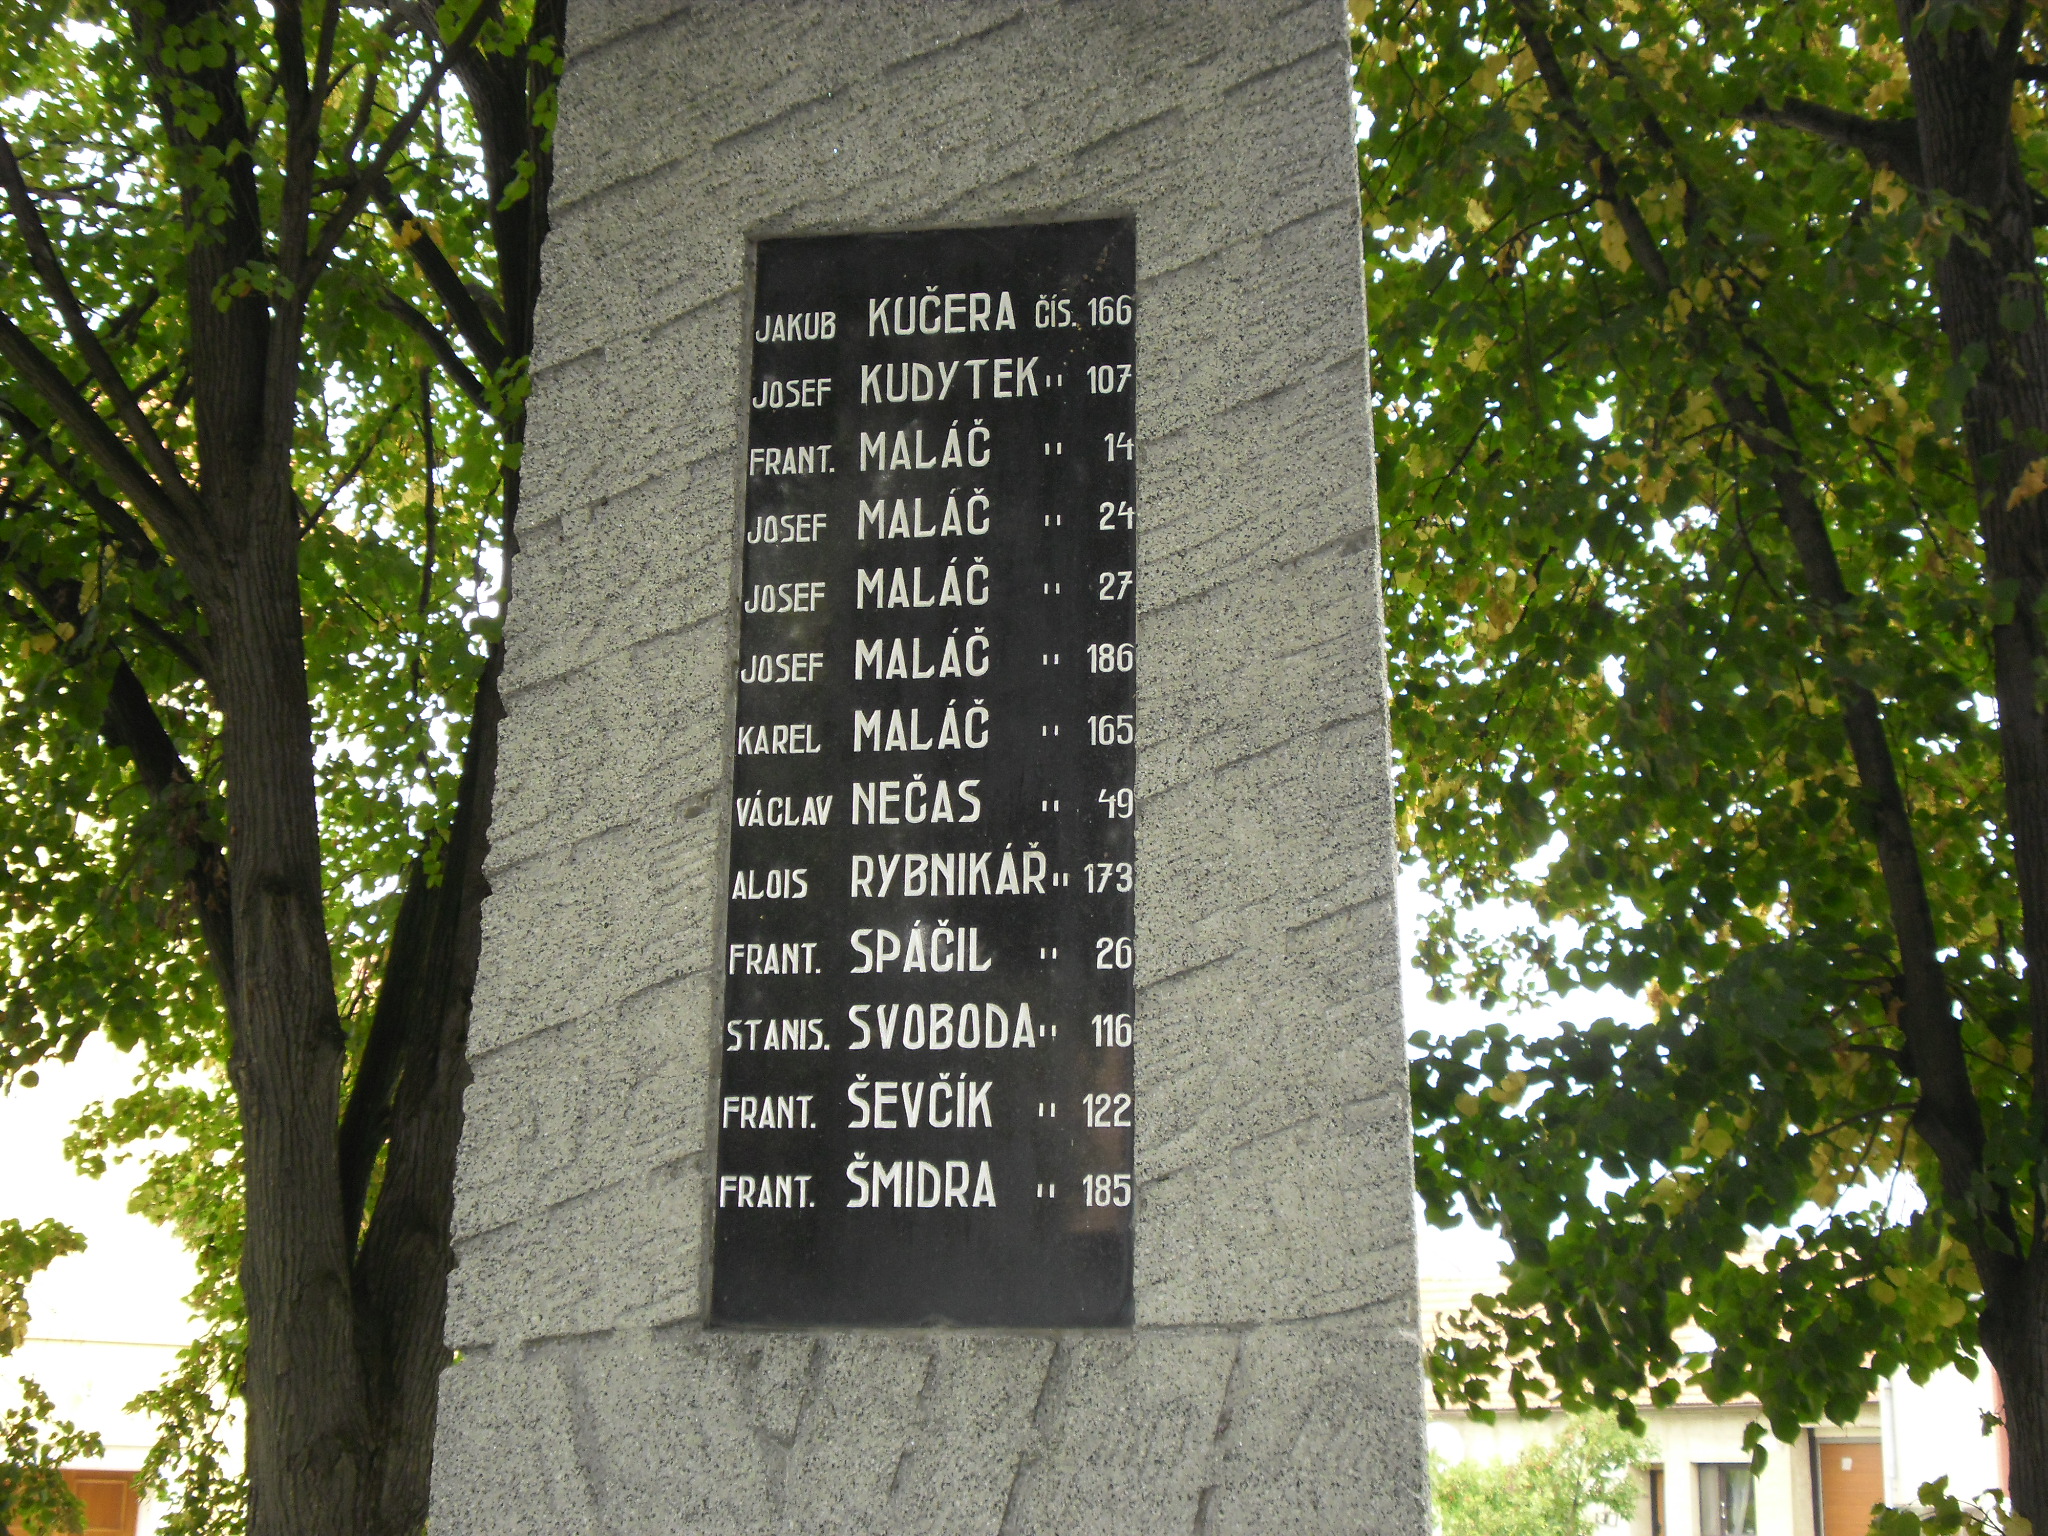 JAKUB KUČERA ČÍS. 166
JOSEF KUDYTEK " 107
FRANT. MALÁČ " 14
JOSEF MALÁČ " 24
JOSEF MALÁČ " 27
JOSEF MALÁČ " 186
KAREL MALÁČ " 165
VÁCLAV NEČAS " 49
ALOIS RYBNIKÁŘ " 173
FRANT. SPÁČIL " 26
STANIS. SVOBODA " 116
FRANT. ŠEVČÍK " 122
FRANT. ŠMIDRA " 185